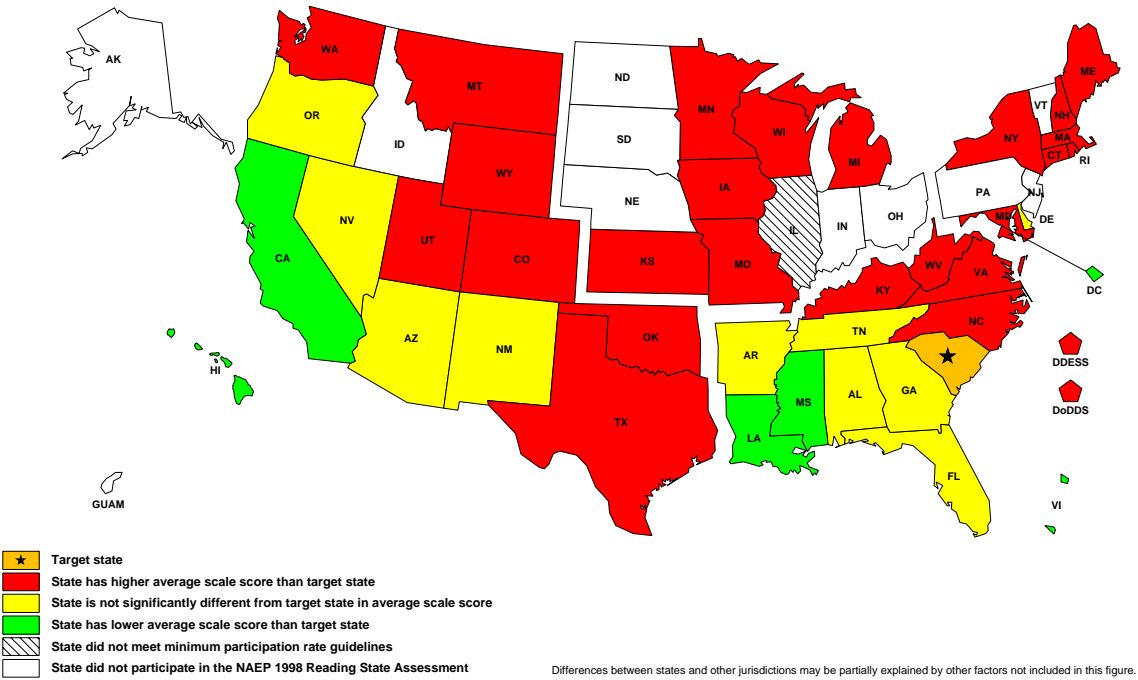 AK
WA
MT
ND
MN
ME
VT
NH
OR
ID
SD
WI
MI
NY
MA
CT
RI
WY
NE
IA
PA
NJ
NV
UT
CO
KS
MO
IL
IN
OH
MD
DE
CA
WV
VA
DC
KY
NC
HI
AZ
NM
OK
AR
TN
DDESS
TX
LA
MS
AL
GA
DoDDS
FL
GUAM
VI
Target state
State has higher average scale score than target state
State is not significantly different from target state in average scale score
State has lower average scale score than target state
State did not meet minimum participation rate guidelines
State did not participate in the NAEP 1998 Reading State Assessment
Differences between states and other jurisdictions may be partially explained by other factors not included in this figure.